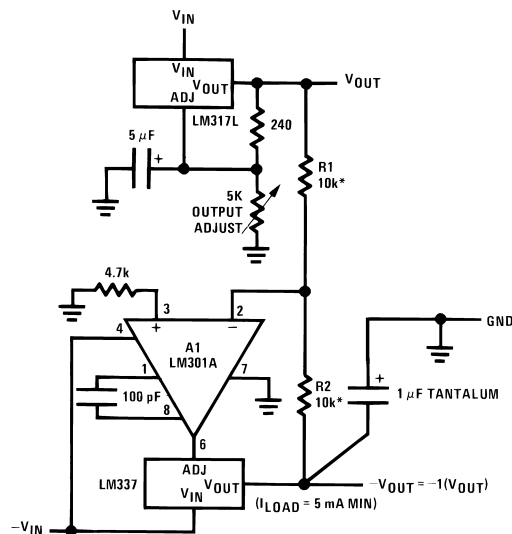 V_IN
V_IN
V_OUT
V_OUT
ADJ
LM317L
240
5 μF
+
R1
10k*
5K
OUTPUT
ADJUST
4.7k
3
2
+
−
4
A1
LM301A
GND
1
7
100 pF
8
R2
10k*
+
1 μF TANTALUM
6
ADJ
LM337
V_OUT
V_IN
−V_OUT = −1(V_OUT)
(I_LOAD = 5 mA MIN)
−V_IN